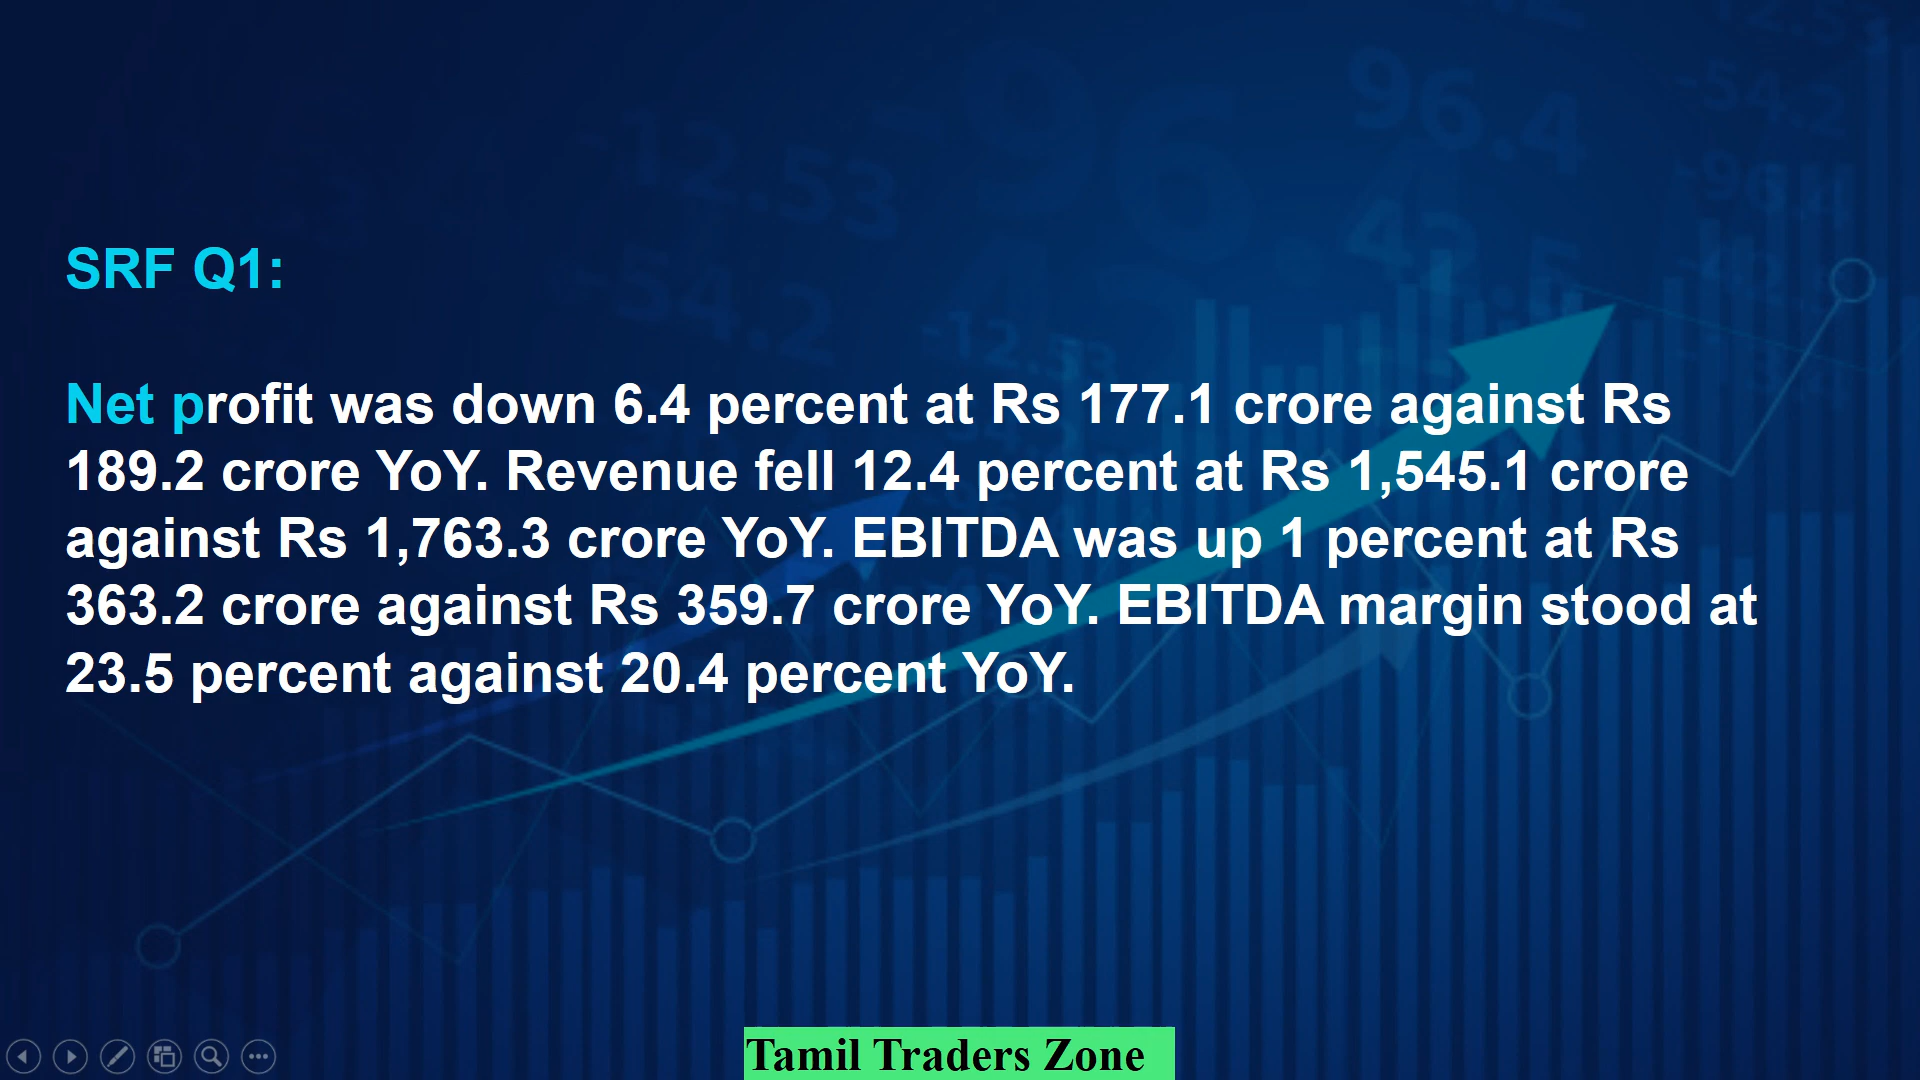 SRF Q1:
Net profit was down 6.4 percent at Rs 177.1 crore against Rs
189.2 crore YoY. Revenue fell 12.4 percent at Rs 1,545.1 crore
against Rs 1,763.3 crore YoY. EBITDA was up 1 percent at Rs
363.2 crore against Rs 359.7 crore YoY. EBITDA margin stood at
23.5 percent against 20.4 percent YoY.
Tamil Traders Zone